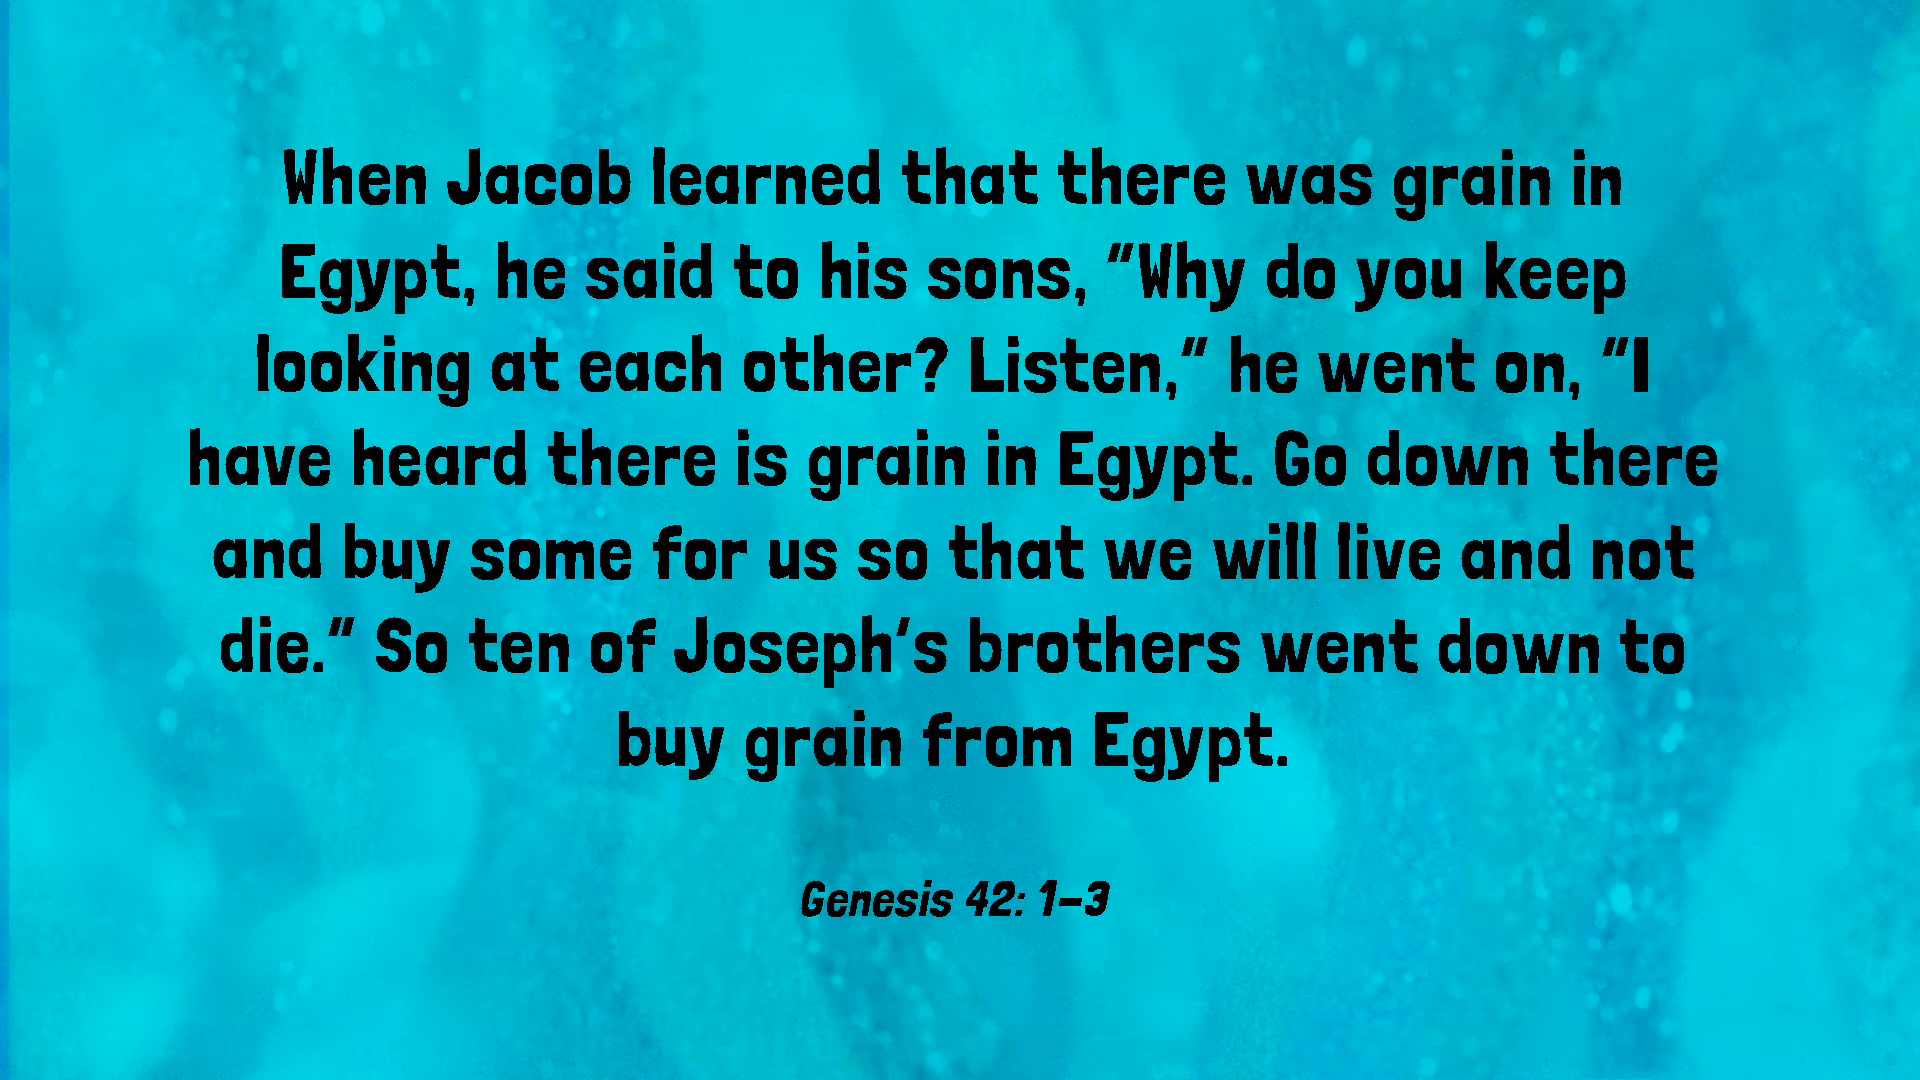 When Jacob learned that there was grain in
Egypt, he said to his sons, “Why do you keep
looking at each other? Listen,” he went on, “I
have heard there is grain in Egypt. Go down there
and buy some for us so that we will live and not
die.” So ten of Joseph’s brothers went down to
buy grain from Egypt.
Genesis 42: 1–3